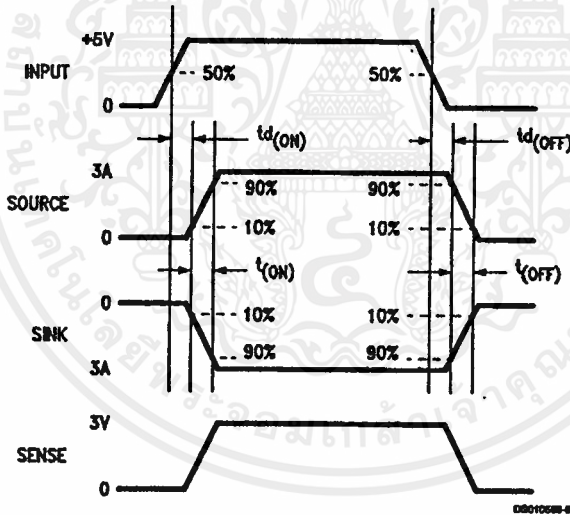 +5V
INPUT
50%
50%
0
td(ON)
td(OFF)
3A
90%
90%
SOURCE
10%
10%
0
t(ON)
t(OFF)
0
10%
10%
SINK
90%
90%
3A
3V
SENSE
0